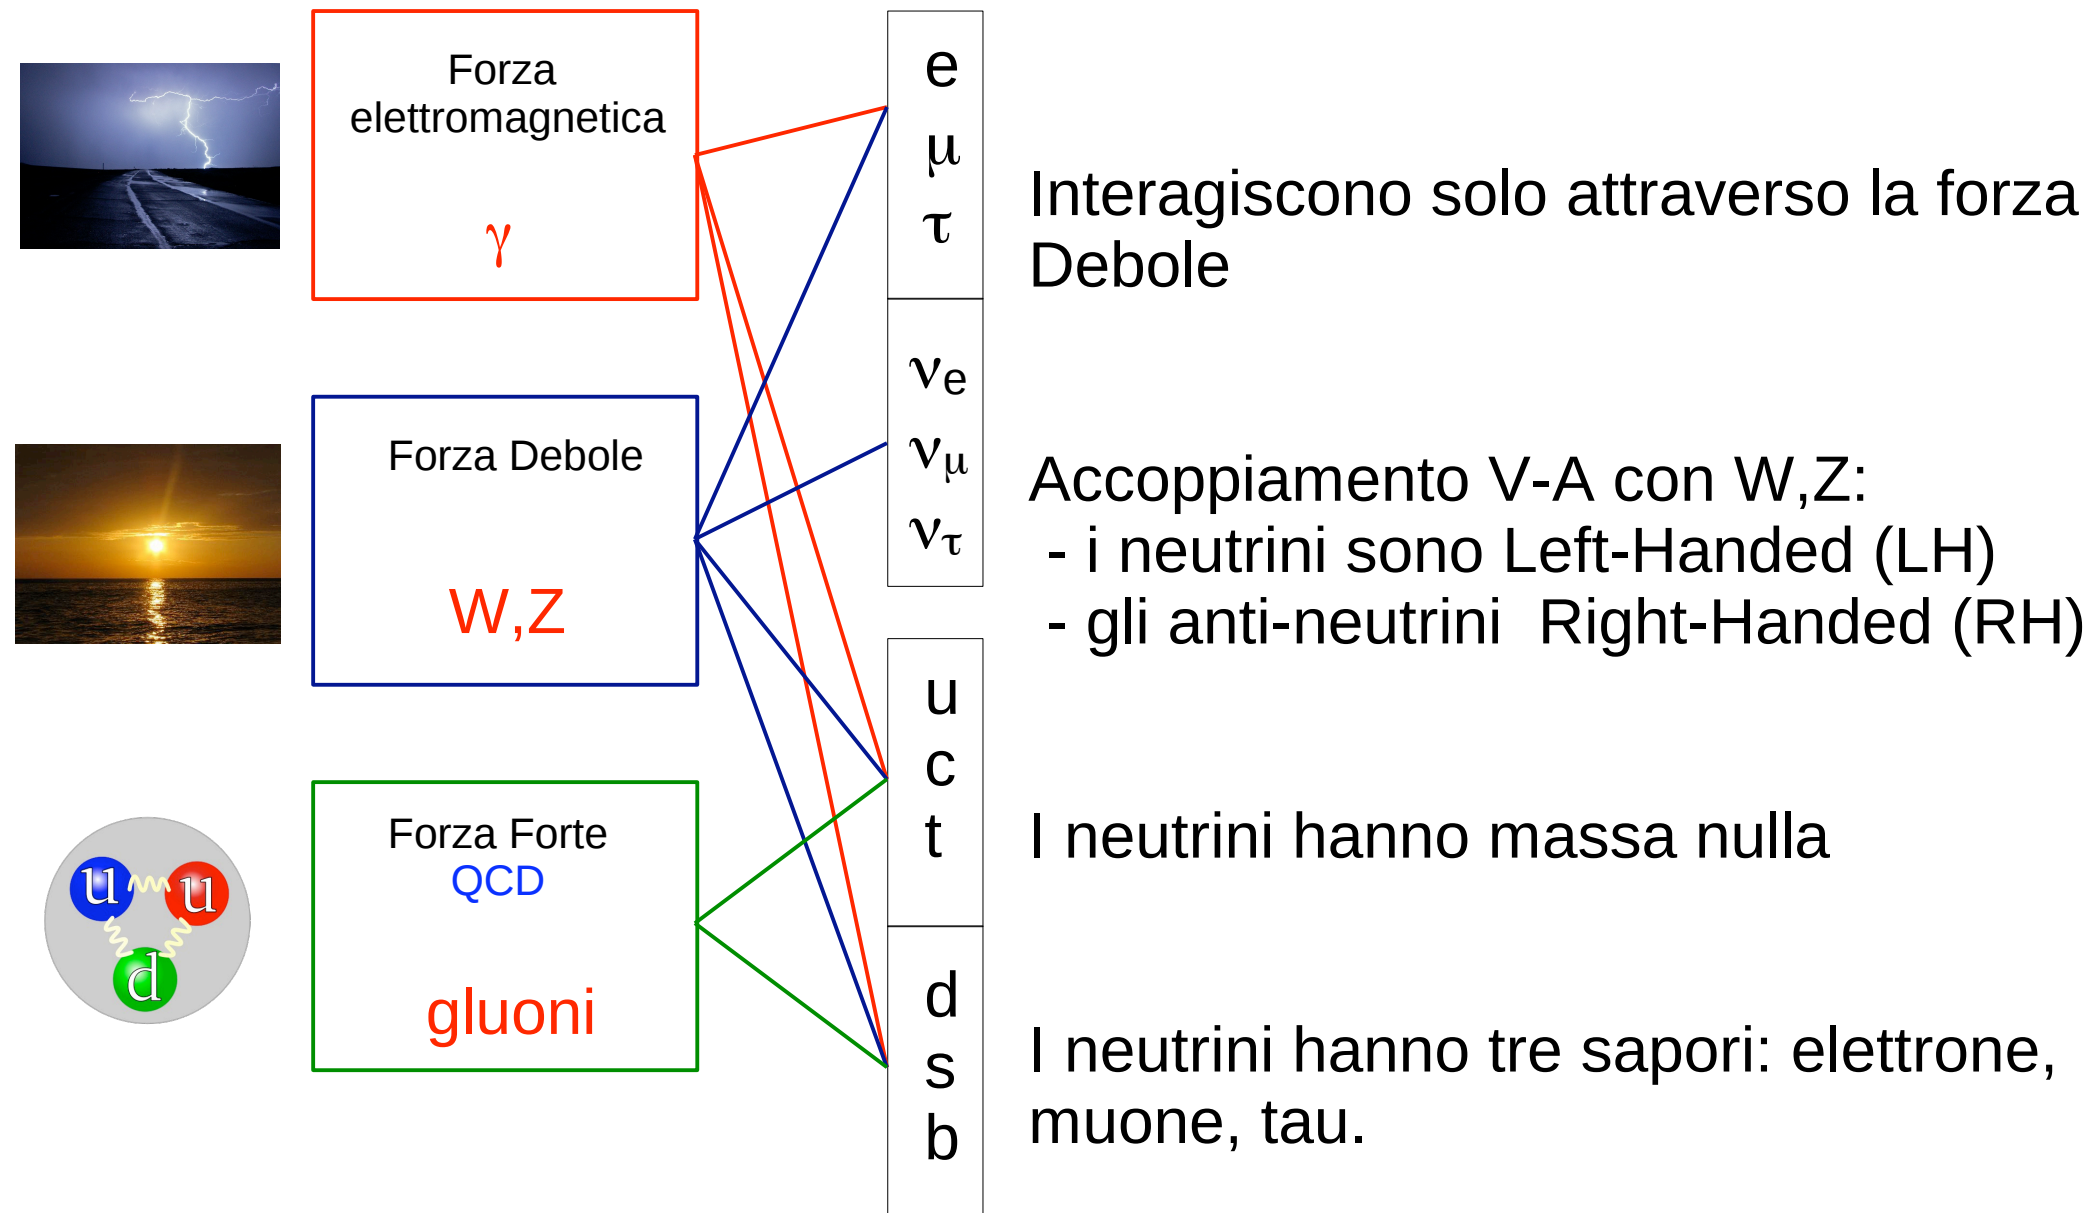 Forza
elettromagnetica
γ
Forza Debole
W,Z
u u
d
Forza Forte
QCD
gluoni
e
μ
τ
νe
νμ
ντ
u
c
t
d
s
b
Interagiscono solo attraverso la forza
Debole
Accoppiamento V-A con W,Z:
- i neutrini sono Left-Handed (LH)
- gli anti-neutrini Right-Handed (RH)
I neutrini hanno massa nulla
I neutrini hanno tre sapori: elettrone,
muone, tau.